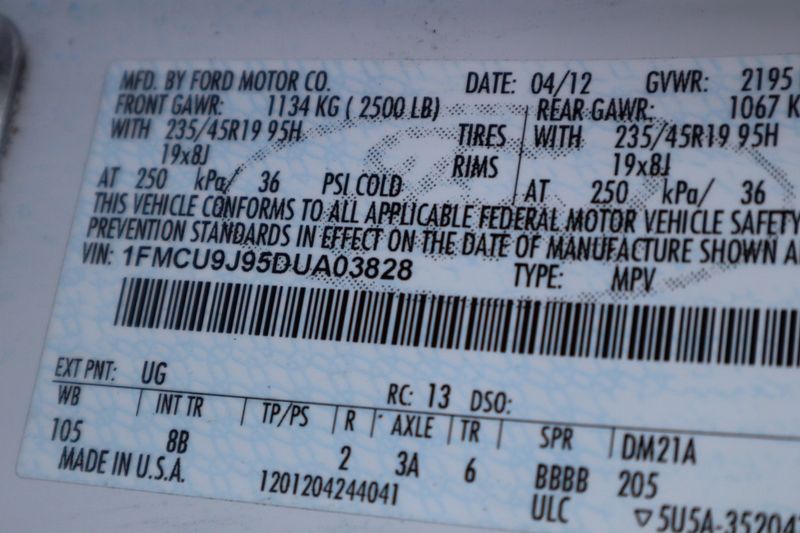 MFD. BY FORD MOTOR CO. DATE: 04/12 GVWR: 2195
FRONT GAWR: 1134 KG ( 2500 LB) REAR GAWR: 1067 K
WITH 235/45R19 95H TIRES WITH 235/45R19 95H
19x8J RIMS 19x8J
AT 250 kPa/ 36 PSI COLD AT 250 kPa/ 36
THIS VEHICLE CONFORMS TO ALL APPLICABLE FEDERAL MOTOR VEHICLE SAFETY
PREVENTION STANDARDS IN EFFECT ON THE DATE OF MANUFACTURE SHOWN A
VIN: 1FMCU9J95DUA03828 TYPE: MPV
EXT PNT: UG RC: 13 DSO:
WB INT TR TP/PS R AXLE TR SPR DM21A
105 8B 2 3A 6 BBBB 205
MADE IN U.S.A. 1201204244041 ULC ▽5U5A-35204